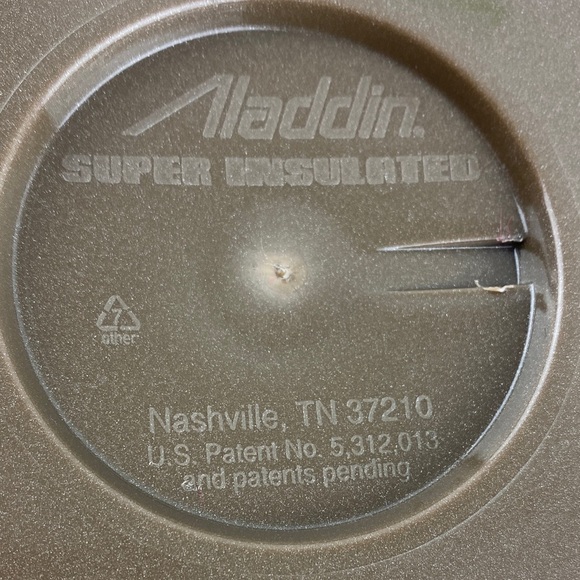 Aladdin.
SUPER INSULATED
7
other
Nashville, TN 37210
U.S. Patent No. 5,312,013
and patents pending